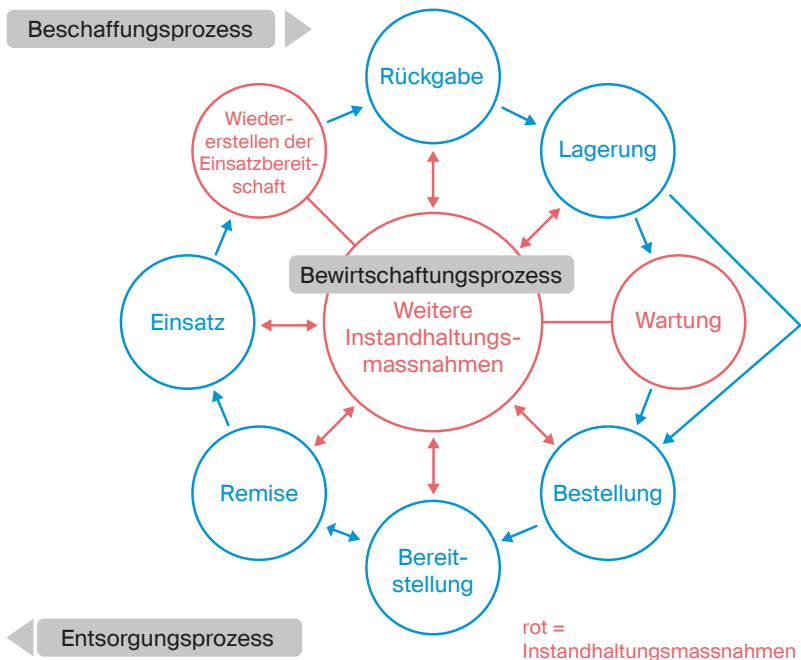 Beschaffungsprozess
Rückgabe
Wieder-
erstellen der
Einsatzbereit-
schaft
Lagerung
Bewirtschaftungsprozess
Einsatz
Weitere
Instandhaltungs-
massnahmen
Wartung
Remise
Bestellung
Bereit-
stellung
Entsorgungsprozess
rot =
Instandhaltungsmassnahmen